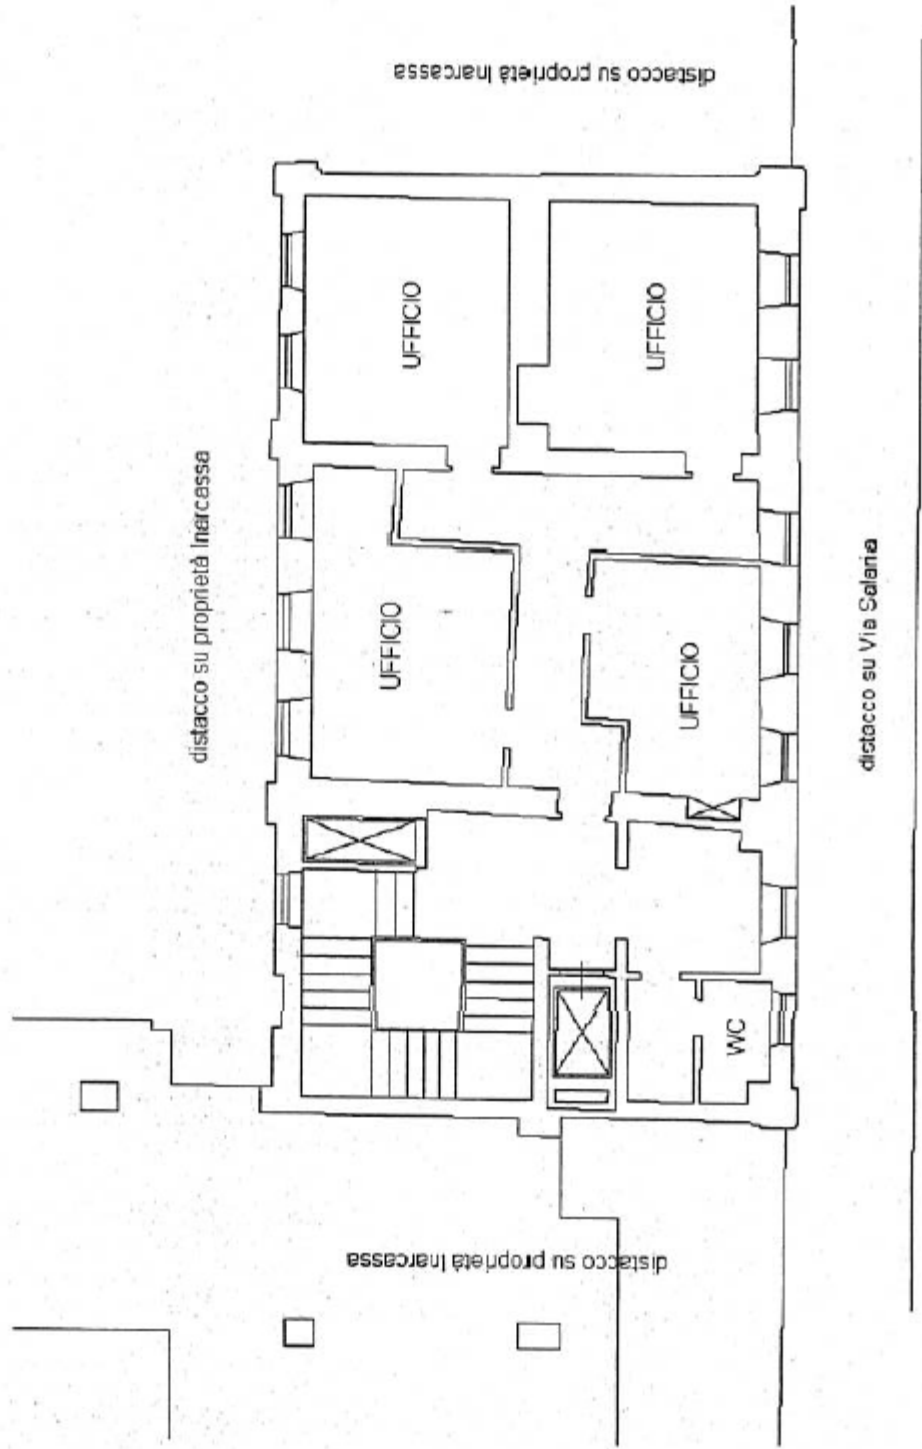 distacco su proprietà Inarcassa
distacco su proprietà Inarcassa
UFFICIO
UFFICIO
UFFICIO
UFFICIO
WC
distacco su Via Salaria
distacco su proprietà Inarcassa